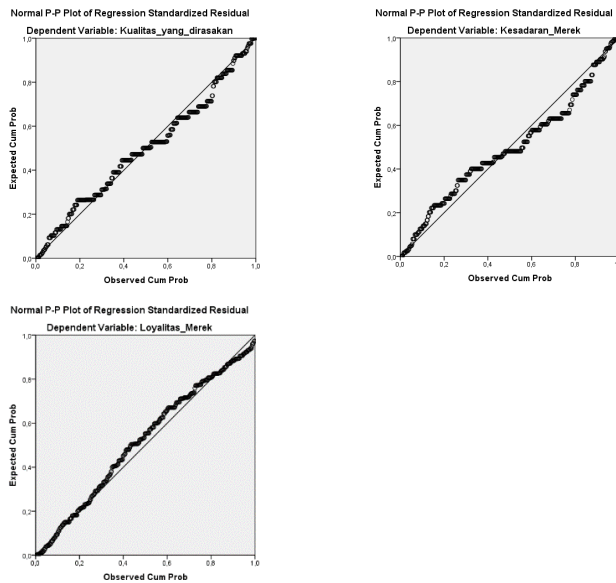 Normal P-P Plot of Regression Standardized Residual
Dependent Variable: Kualitas_yang_dirasakan
1,0
0,8
0,6
0,4
0,2
0,0
Expected Cum Prob
0,0 0,2 0,4 0,6 0,8 1,0
Observed Cum Prob
Normal P-P Plot of Regression Standardized Residual
Dependent Variable: Kesadaran_Merek
1,0
0,8
0,6
0,4
0,2
0,0
Expected Cum Prob
0,0 0,2 0,4 0,6 0,8 1,0
Observed Cum Prob
Normal P-P Plot of Regression Standardized Residual
Dependent Variable: Loyalitas_Merek
1,0
0,8
0,6
0,4
0,2
0,0
Expected Cum Prob
0,0 0,2 0,4 0,6 0,8 1,0
Observed Cum Prob